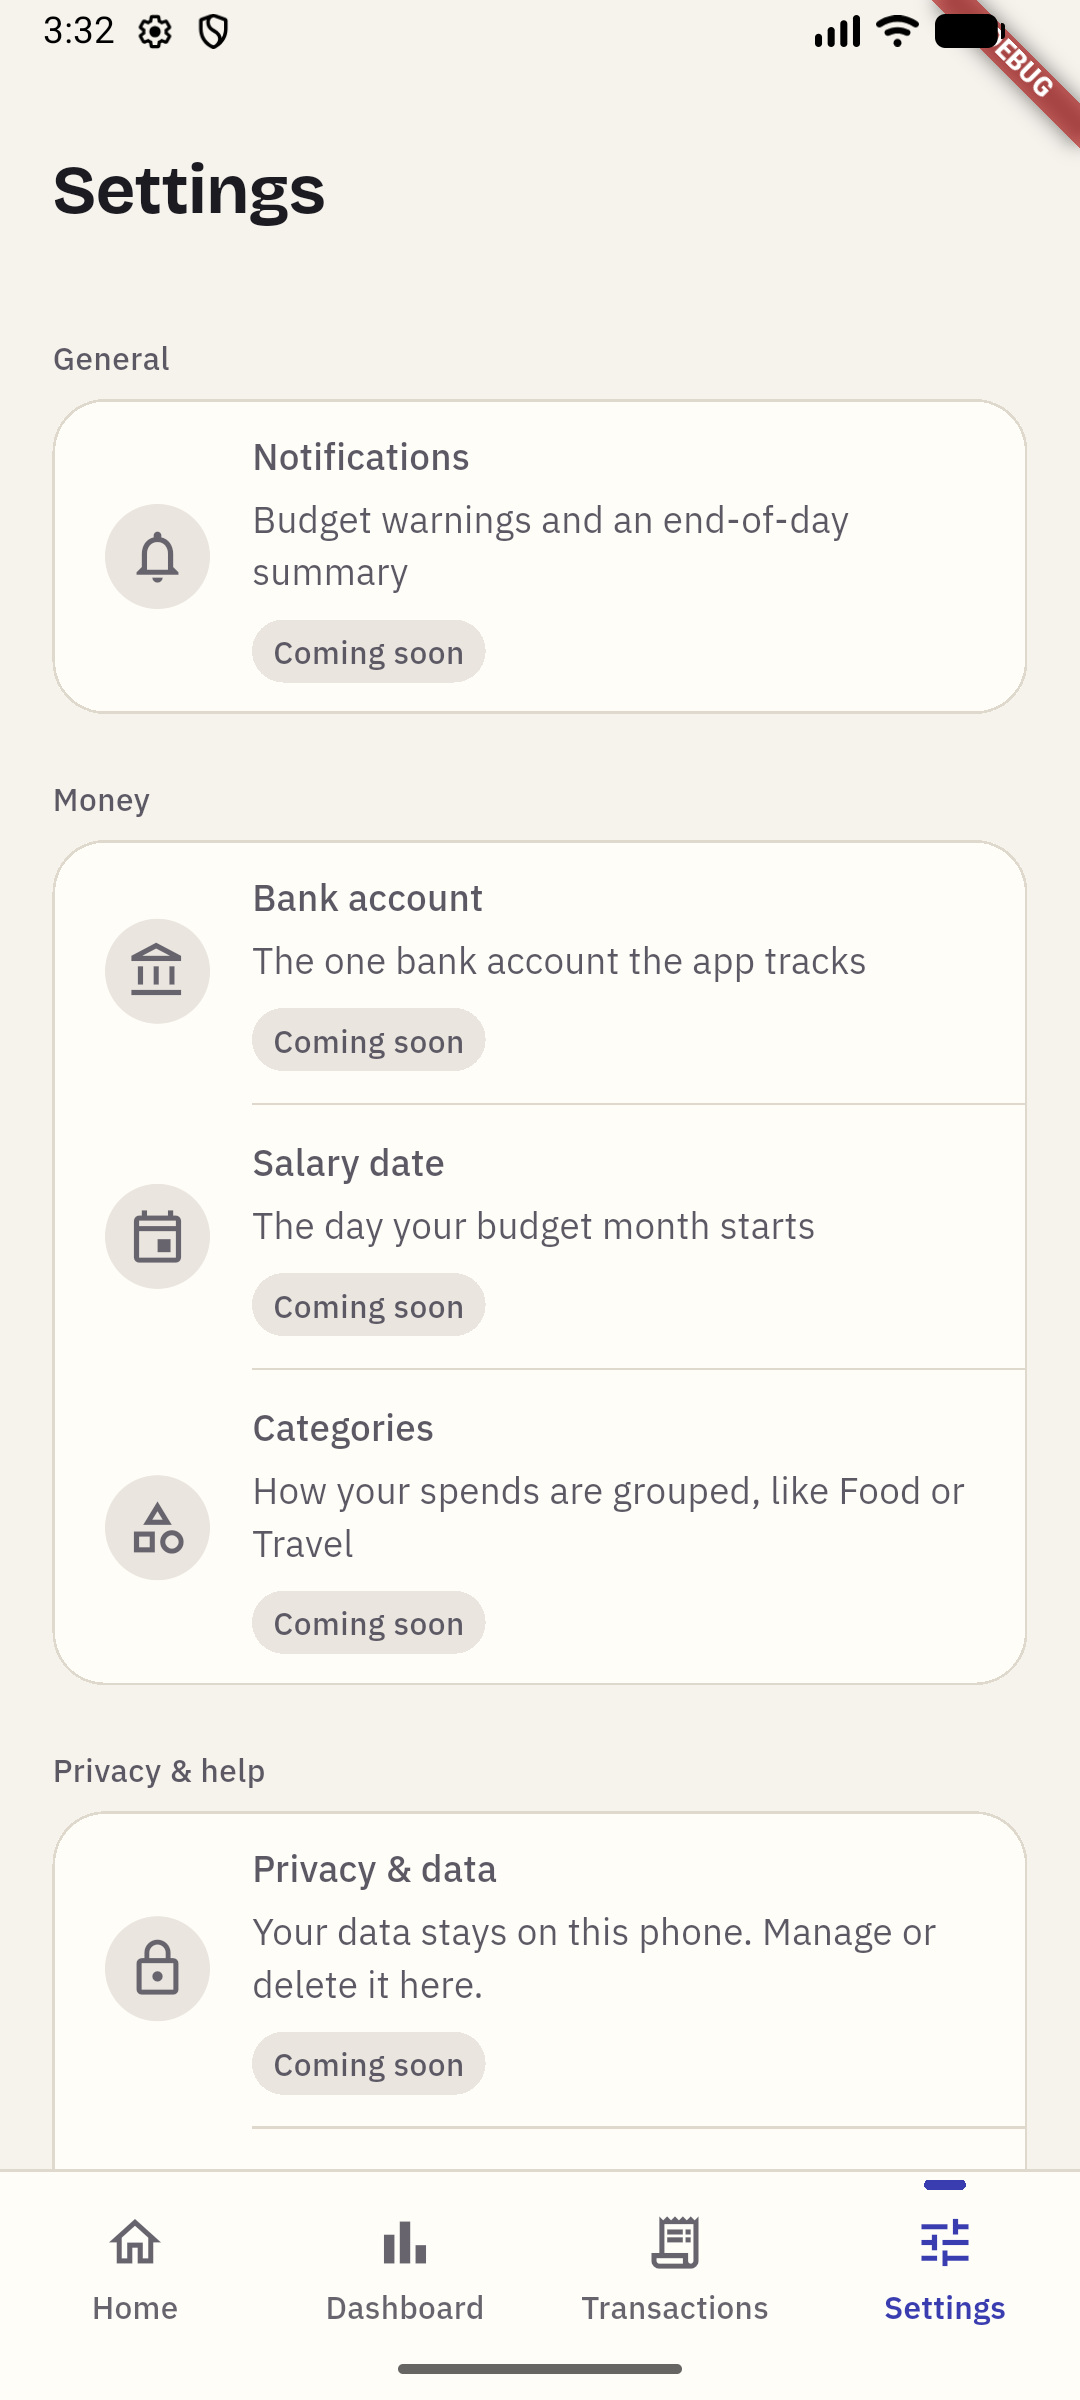 3:32
EBUG
Settings
General
Notifications
Budget warnings and an end-of-day
summary
Coming soon
Money
Bank account
The one bank account the app tracks
Coming soon
Salary date
The day your budget month starts
Coming soon
Categories
How your spends are grouped, like Food or
Travel
Coming soon
Privacy & help
Privacy & data
Your data stays on this phone. Manage or
delete it here.
Coming soon
Home
Dashboard
Transactions
Settings